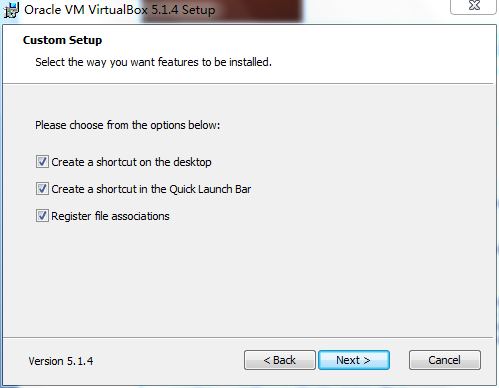 Oracle VM VirtualBox 5.1.4 Setup
Custom Setup
Select the way you want features to be installed.
Please choose from the options below:
Create a shortcut on the desktop
Create a shortcut in the Quick Launch Bar
Register file associations
Version 5.1.4
< Back
Next >
Cancel